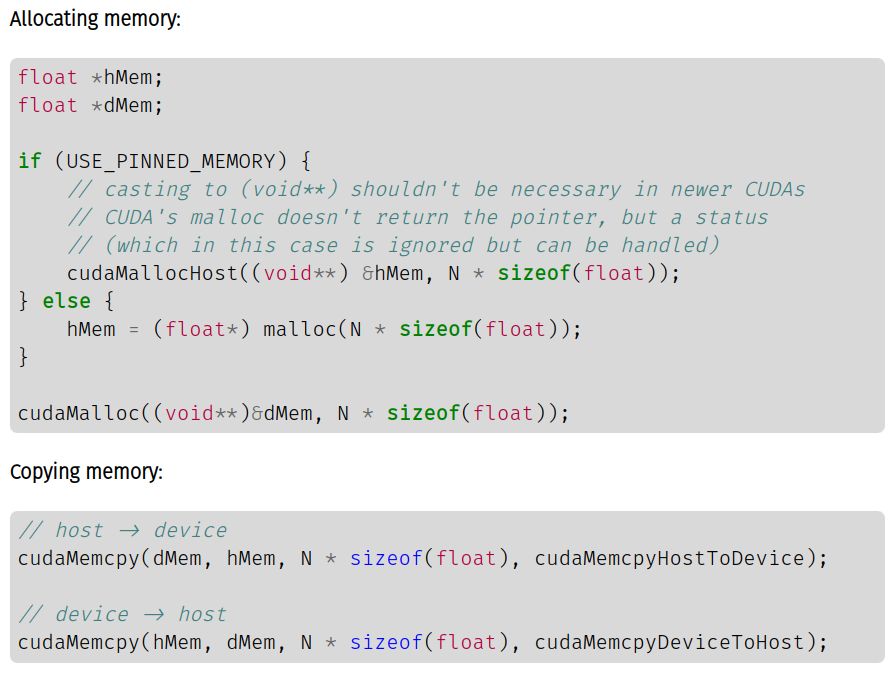 Allocating memory:
float *hMem;
float *dMem;
if (USE_PINNED_MEMORY) {
// casting to (void**) shouldn't be necessary in newer CUDAs
// CUDA's malloc doesn't return the pointer, but a status
// (which in this case is ignored but can be handled)
cudaMallocHost((void**) &hMem, N * sizeof(float));
} else {
hMem = (float*) malloc(N * sizeof(float));
}
cudaMalloc((void**)&dMem, N * sizeof(float));
Copying memory:
// host -> device
cudaMemcpy(dMem, hMem, N * sizeof(float), cudaMemcpyHostToDevice);
// device -> host
cudaMemcpy(hMem, dMem, N * sizeof(float), cudaMemcpyDeviceToHost);